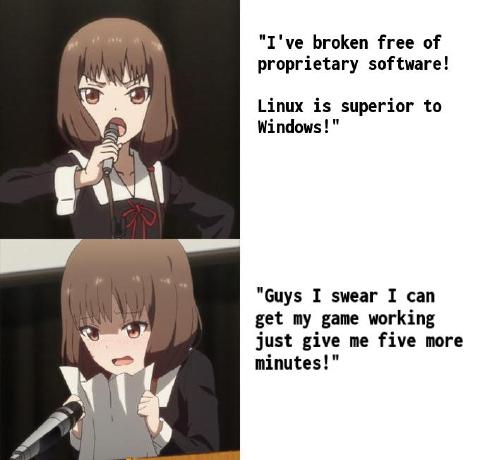 "I've broken free of
proprietary software!
Linux is superior to
Windows!"
"Guys I swear I can
get my game working
just give me five more
minutes!"